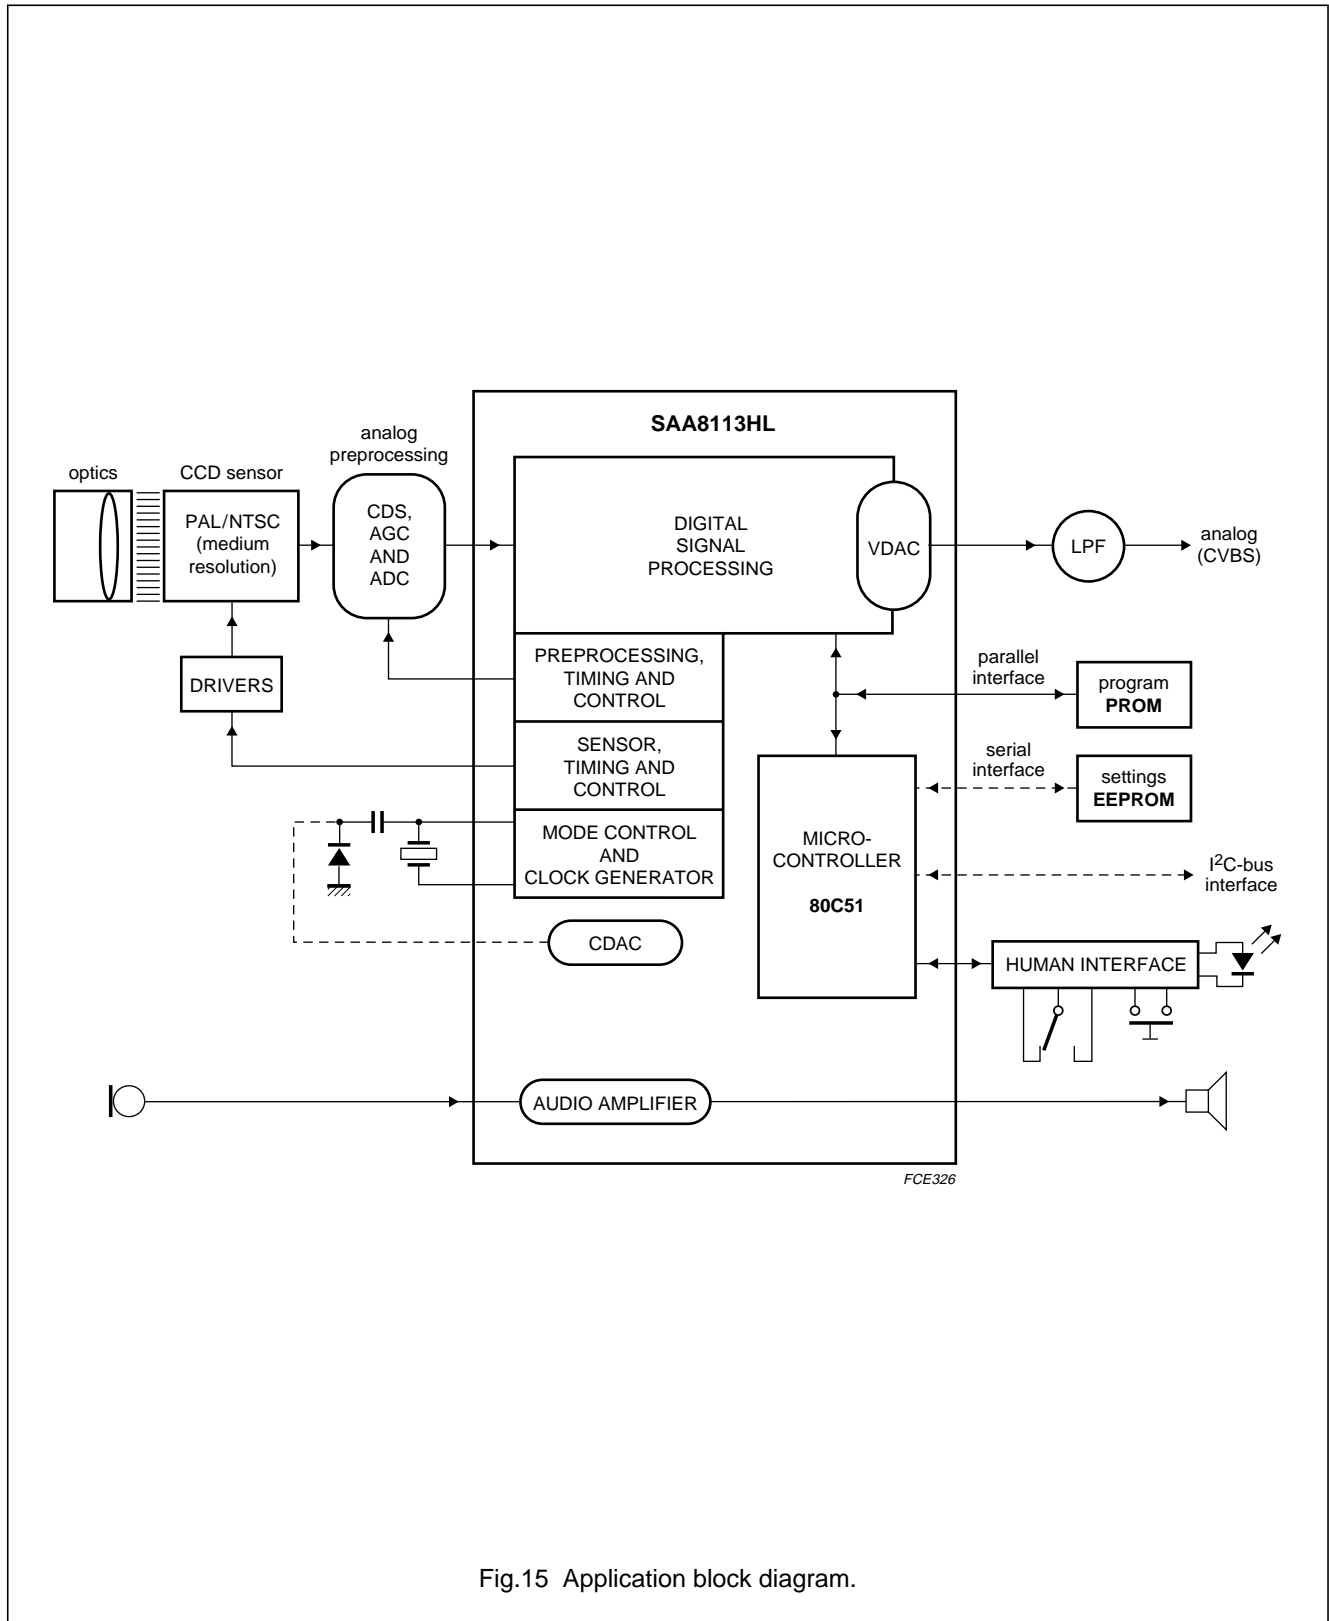 SAA8113HL
optics
CCD sensor
PAL/NTSC
(medium
resolution)
analog
preprocessing
CDS,
AGC
AND
ADC
DIGITAL
SIGNAL
PROCESSING
VDAC
LPF
analog
(CVBS)
DRIVERS
PREPROCESSING,
TIMING AND
CONTROL
SENSOR,
TIMING AND
CONTROL
MODE CONTROL
AND
CLOCK GENERATOR
CDAC
MICRO-
CONTROLLER
80C51
parallel
interface
program
PROM
serial
interface
settings
EEPROM
I²C-bus
interface
HUMAN INTERFACE
AUDIO AMPLIFIER
FCE326
Fig.15 Application block diagram.